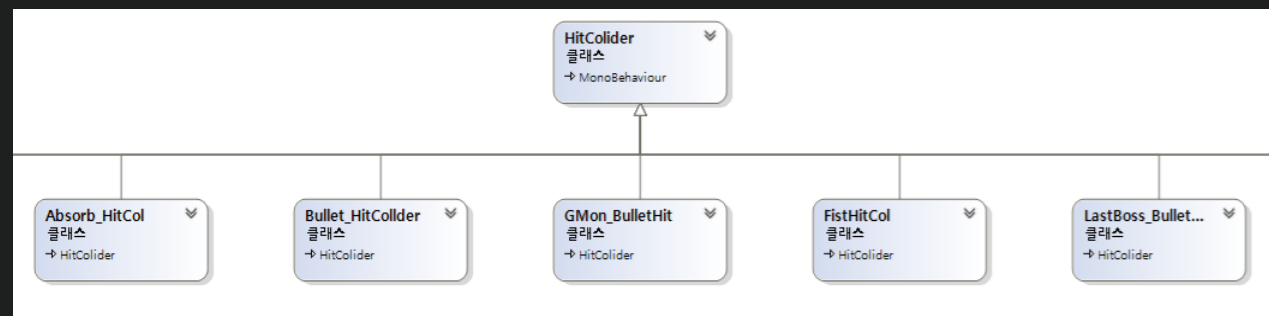 HitColider
클래스
MonoBehaviour
Absorb_HitCol
클래스
HitColider
Bullet_HitCollder
클래스
HitColider
GMon_BulletHit
클래스
HitColider
FistHitCol
클래스
HitColider
LastBoss_Bullet...
클래스
HitColider